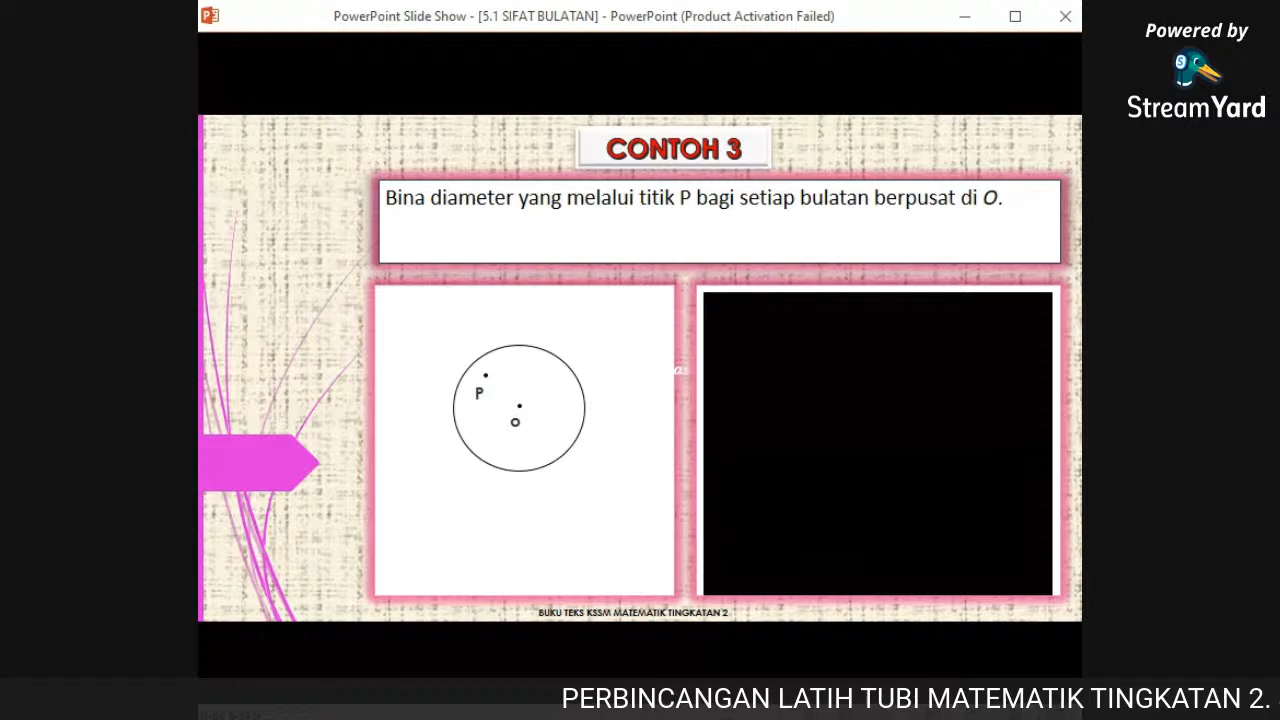 PowerPoint Slide Show - [5.1 SIFAT BULATAN] - PowerPoint (Product Activation Failed)
Powered by
StreamYard
CONTOH 3
Bina diameter yang melalui titik P bagi setiap bulatan berpusat di O.
P
O
BUKU TEKS KSSM MATEMATIK TINGKATAN 2
PERBINCANGAN LATIH TUBI MATEMATIK TINGKATAN 2.